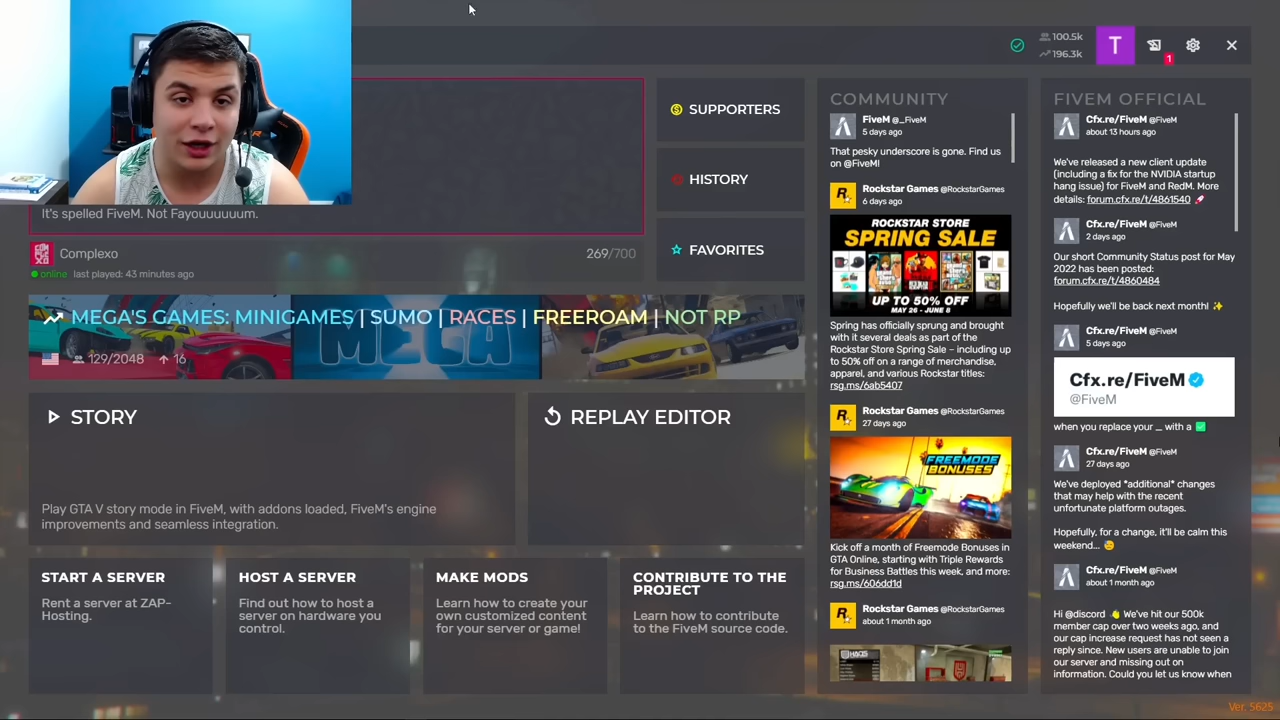 100.5k
196.3k
T
1
It's spelled FiveM. Not Fayouuuuuum.
Complexo
269/700
online last played: 43 minutes ago
SUPPORTERS
HISTORY
FAVORITES
MEGA'S GAMES: MINIGAMES | SUMO | RACES | FREEROAM | NOT RP
MEGA
129/2048 16
STORY
Play GTA V story mode in FiveM, with addons loaded, FiveM's engine
improvements and seamless integration.
REPLAY EDITOR
START A SERVER
Rent a server at ZAP-
Hosting.
HOST A SERVER
Find out how to host a
server on hardware you
control.
MAKE MODS
Learn how to create your
own customized content
for your server or game!
CONTRIBUTE TO THE
PROJECT
Learn how to contribute
to the FiveM source code.
COMMUNITY
FiveM @_FiveM
5 days ago
That pesky underscore is gone. Find us
on @FiveM!
Rockstar Games @RockstarGames
6 days ago
ROCKSTAR STORE
SPRING SALE
UP TO 50% OFF
MAY 26 - JUNE 8
Spring has officially sprung and brought
with it several deals as part of the
Rockstar Store Spring Sale – including up
to 50% off on a range of merchandise,
apparel, and various Rockstar titles:
rsg.ms/6ab5407
Rockstar Games @RockstarGames
27 days ago
FREEMODE
BONUSES
Kick off a month of Freemode Bonuses in
GTA Online, starting with Triple Rewards
for Business Battles this week, and more:
rsg.ms/606dd1d
Rockstar Games @RockstarGames
about 1 month ago
FIVEM OFFICIAL
Cfx.re/FiveM @FiveM
about 13 hours ago
We've released a new client update
(including a fix for the NVIDIA startup
hang issue) for FiveM and RedM. More
details: forum.cfx.re/t/4861540 🚀
Cfx.re/FiveM @FiveM
2 days ago
Our short Community Status post for May
2022 has been posted:
forum.cfx.re/t/4860484
Hopefully we'll be back next month! ✨
Cfx.re/FiveM @FiveM
5 days ago
Cfx.re/FiveM
@FiveM
when you replace your _ with a ✅
Cfx.re/FiveM @FiveM
27 days ago
We've deployed *additional* changes
that may help with the recent
unfortunate platform outages.
Hopefully, for a change, it'll be calm this
weekend... 😓
Cfx.re/FiveM @FiveM
about 1 month ago
Hi @discord 👋 We've hit our 500k
member cap over two weeks ago, and
our cap increase request has not seen a
reply since. New users are unable to join
our server and missing out on
information. Could you let us know when
Ver. 5625